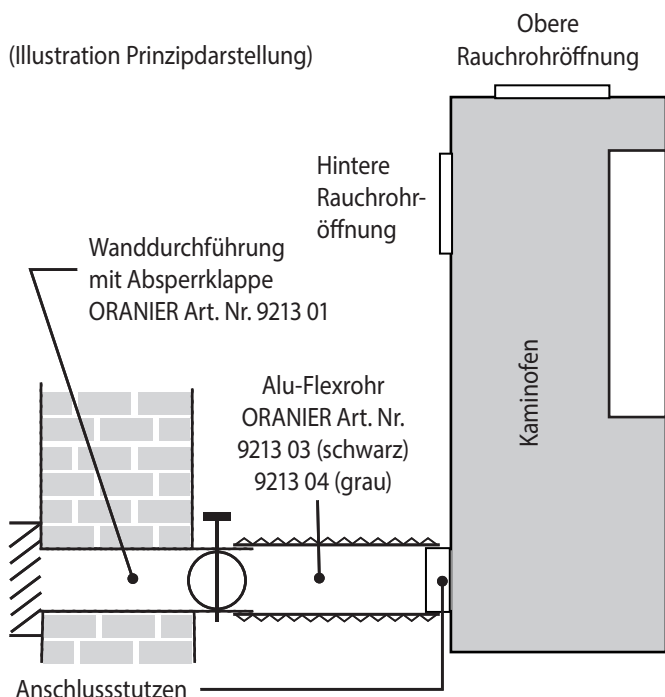 Obere
Rauchrohröffnung
(Illustration Prinzipdarstellung)
Hintere
Rauchrohr-
öffnung
Wanddurchführung
mit Absperrklappe
ORANIER Art. Nr. 9213 01
Alu-Flexrohr
ORANIER Art. Nr.
9213 03 (schwarz)
9213 04 (grau)
Kaminofen
Anschlussstutzen